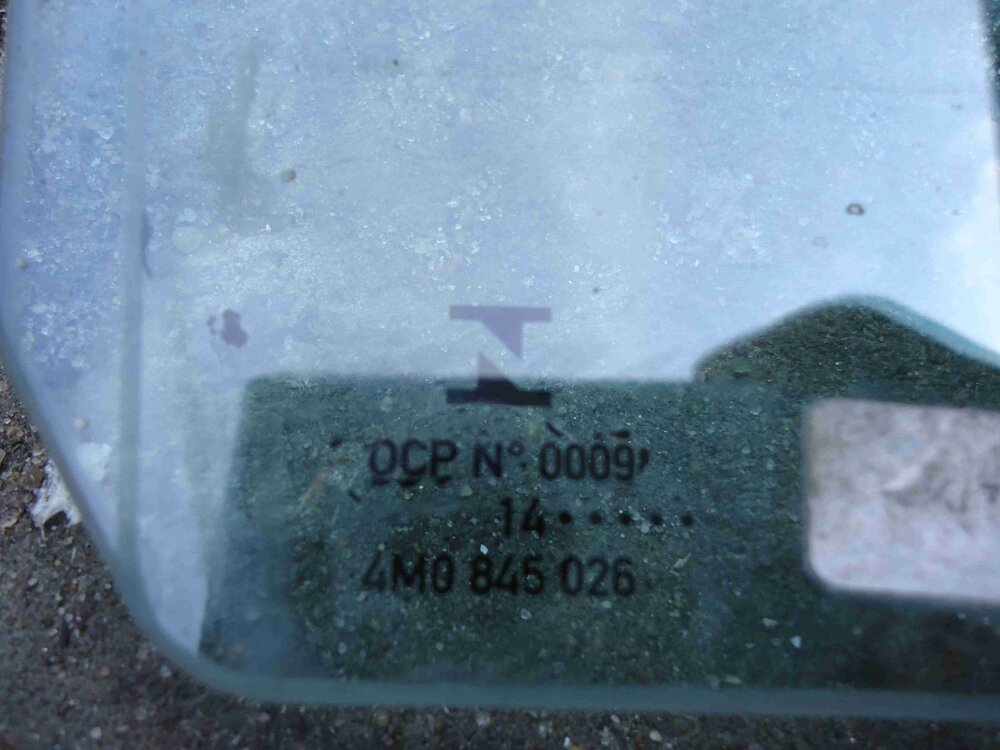 OCP N° 0009
14•••••
4M0 845 026